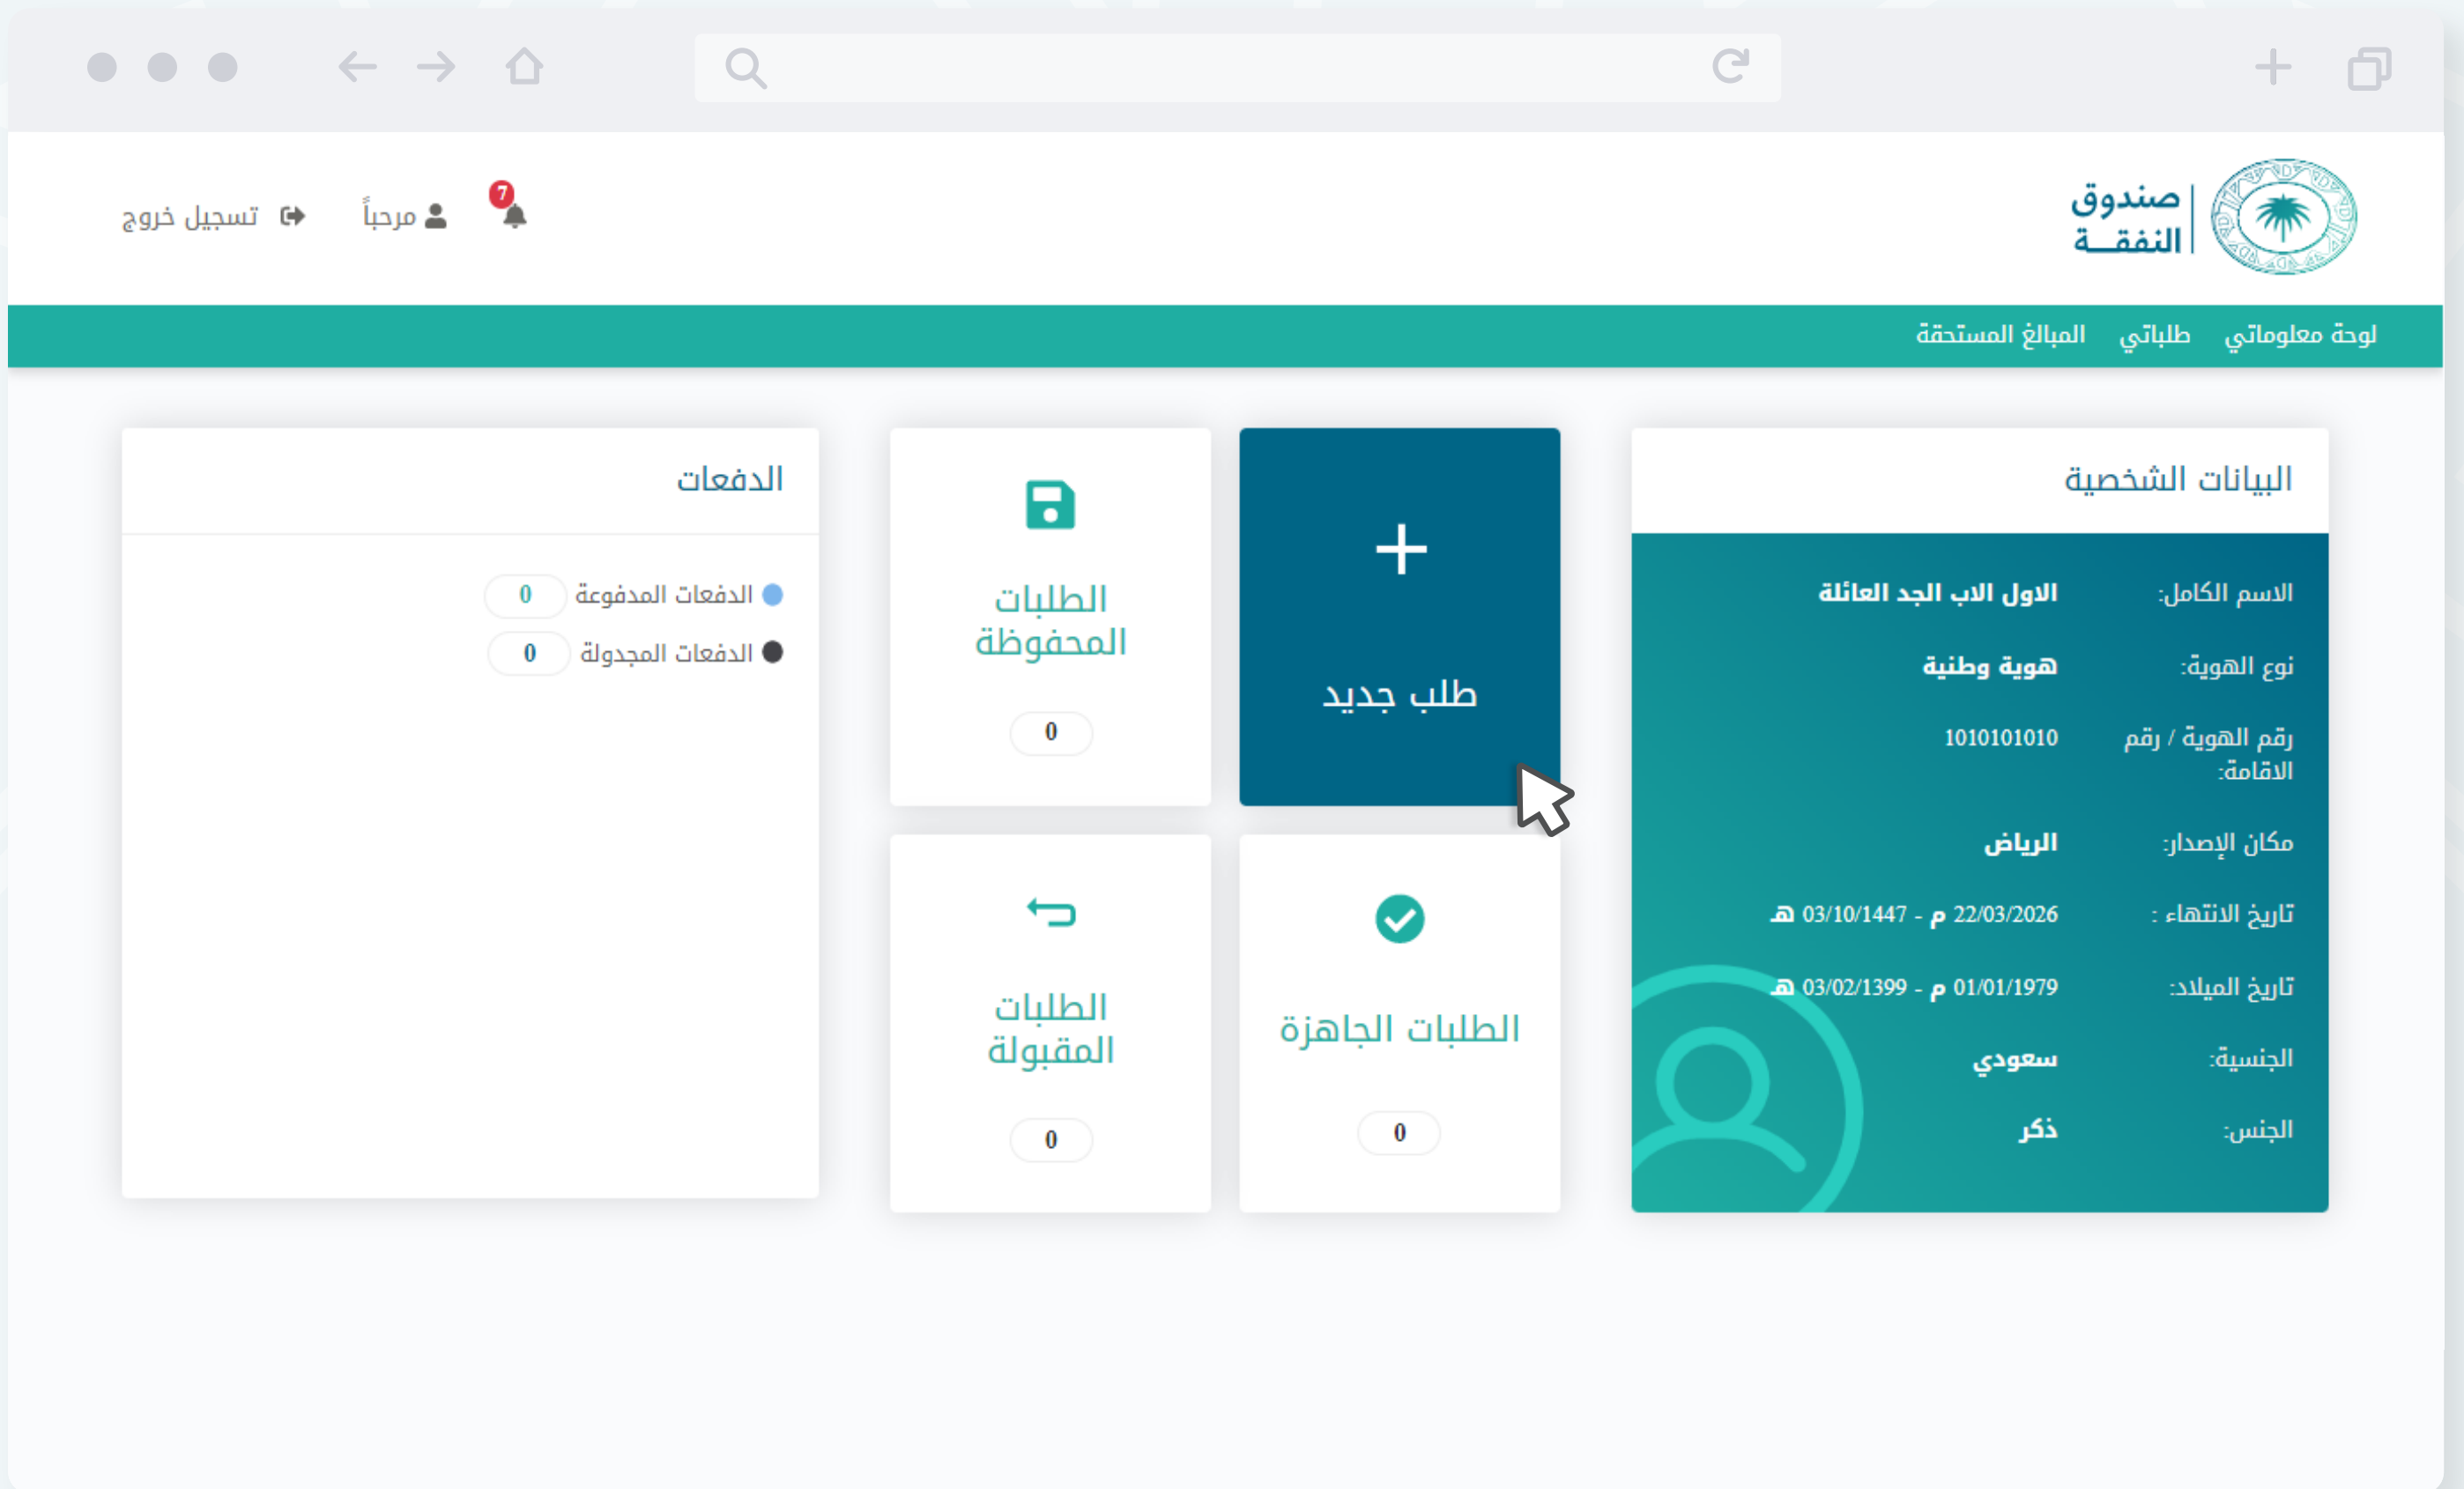 صندوق
النفقـــة
7
مرحباً
تسجيل خروج
لوحة معلوماتي
طلباتي
المبالغ المستحقة
البيانات الشخصية
الاسم الكامل: الاول الاب الجد العائلة
نوع الهوية: هوية وطنية
رقم الهوية / رقم 1010101010
الاقامة:
مكان الإصدار: الرياض
تاريخ الانتهاء : 22/03/2026 م - 03/10/1447 هـ
تاريخ الميلاد: 01/01/1979 م - 03/02/1399 هـ
الجنسية: سعودي
الجنس: ذكر
طلب جديد
الطلبات
المحفوظة
0
الطلبات الجاهزة
0
الطلبات
المقبولة
0
الدفعات
الدفعات المدفوعة 0
الدفعات المجدولة 0